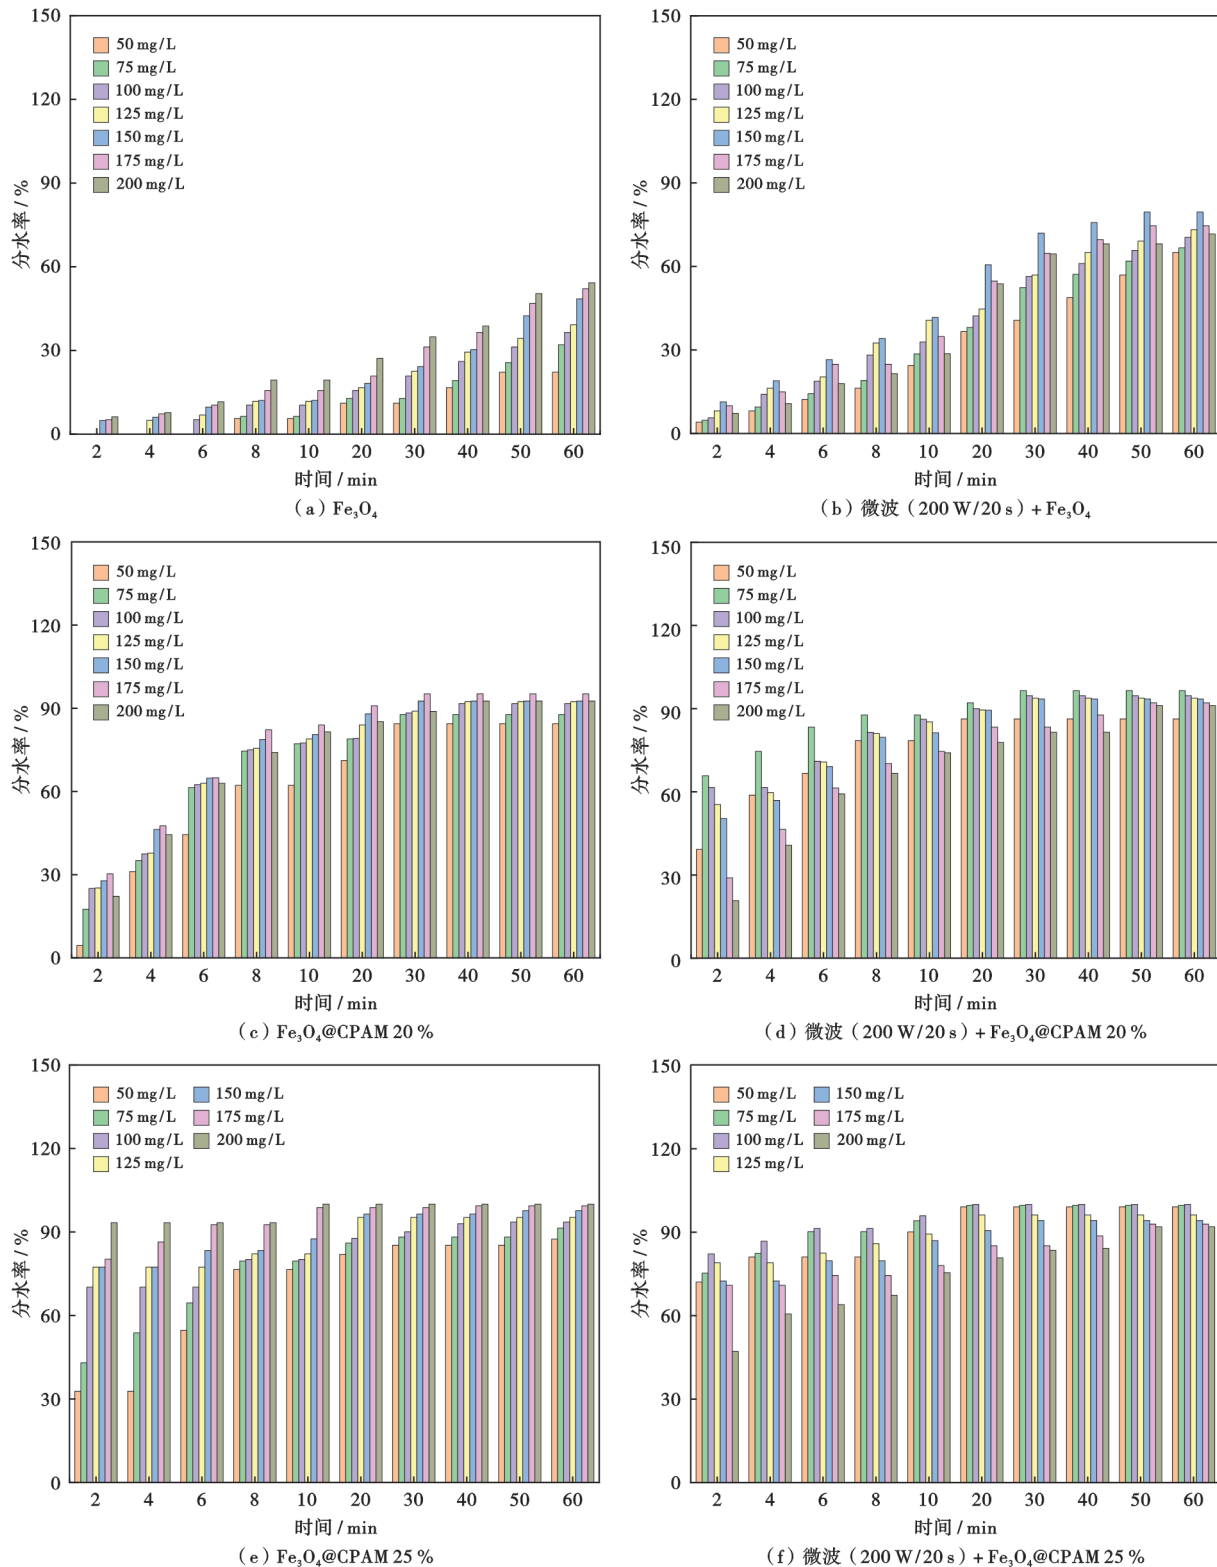 150
120
90
60
30
0
分水率 / %
50 mg/L
75 mg/L
100 mg/L
125 mg/L
150 mg/L
175 mg/L
200 mg/L
2 4 6 8 10 20 30 40 50 60
时间 / min
（a）Fe₃O₄
150
120
90
60
30
0
分水率 / %
50 mg/L
75 mg/L
100 mg/L
125 mg/L
150 mg/L
175 mg/L
200 mg/L
2 4 6 8 10 20 30 40 50 60
时间 / min
（b）微波（200 W/20 s）+ Fe₃O₄
150
120
90
60
30
0
分水率 / %
50 mg/L
75 mg/L
100 mg/L
125 mg/L
150 mg/L
175 mg/L
200 mg/L
2 4 6 8 10 20 30 40 50 60
时间 / min
（c）Fe₃O₄@CPAM 20 %
150
120
90
60
30
0
分水率 / %
50 mg/L
75 mg/L
100 mg/L
125 mg/L
150 mg/L
175 mg/L
200 mg/L
2 4 6 8 10 20 30 40 50 60
时间 / min
（d）微波（200 W/20 s）+ Fe₃O₄@CPAM 20 %
150
120
90
60
30
0
分水率 / %
50 mg/L 150 mg/L
75 mg/L 175 mg/L
100 mg/L 200 mg/L
125 mg/L
2 4 6 8 10 20 30 40 50 60
时间 / min
（e）Fe₃O₄@CPAM 25 %
150
120
90
60
30
0
分水率 / %
50 mg/L 150 mg/L
75 mg/L 175 mg/L
100 mg/L 200 mg/L
125 mg/L
2 4 6 8 10 20 30 40 50 60
时间 / min
（f）微波（200 W/20 s）+ Fe₃O₄@CPAM 25 %